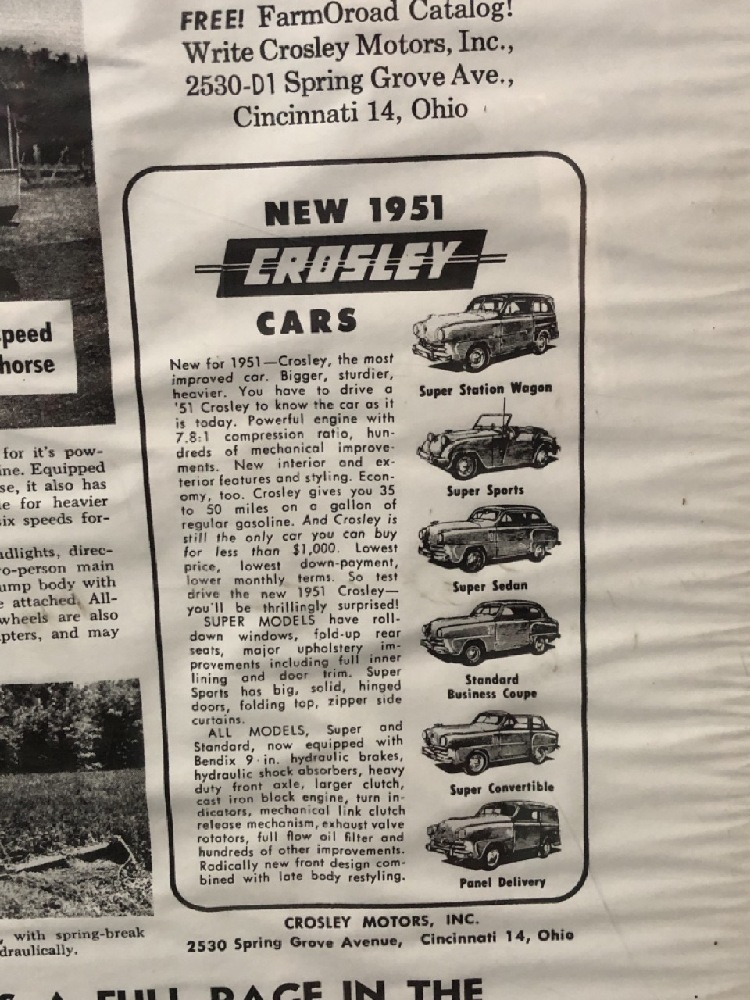 FREE! FarmOroad Catalog!
Write Crosley Motors, Inc.,
2530-D1 Spring Grove Ave.,
Cincinnati 14, Ohio
NEW 1951
CROSLEY
CARS
New for 1951—Crosley, the most
improved car. Bigger, sturdier,
heavier. You have to drive a
'51 Crosley to know the car as it
is today. Powerful engine with
7.8:1 compression ratio, hun-
dreds of mechanical improve-
ments. New interior and ex-
terior features and styling. Econ-
omy, too. Crosley gives you 35
to 50 miles on a gallon of
regular gasoline. And Crosley is
still the only car you can buy
for less than $1,000. Lowest
price, lowest down-payment,
lower monthly terms. So test
drive the new 1951 Crosley—
you'll be thrillingly surprised!
SUPER MODELS have roll-
down windows, fold-up rear
seats, major upholstery im-
provements including full inner
lining and door trim. Super
Sports has big, solid, hinged
doors, folding top, zipper side
curtains.
ALL MODELS, Super and
Standard, now equipped with
Bendix 9-in. hydraulic brakes,
hydraulic shock absorbers, heavy
duty front axle, larger clutch,
cast iron block engine, turn in-
dicators, mechanical link clutch
release mechanism, exhaust valve
rotators, full flow oil filter and
hundreds of other improvements.
Radically new front design com-
bined with late body restyling.
Super Station Wagon
Super Sports
Super Sedan
Standard
Business Coupe
Super Convertible
Panel Delivery
CROSLEY MOTORS, INC.
2530 Spring Grove Avenue, Cincinnati 14, Ohio
peed
horse
for it's pow-
ine. Equipped
se, it also has
le for heavier
six speeds for-
adlights, direc-
o-person main
ump body with
e attached. All-
wheels are also
pters, and may
, with spring-break
draulically.
A FULL PAGE IN THE